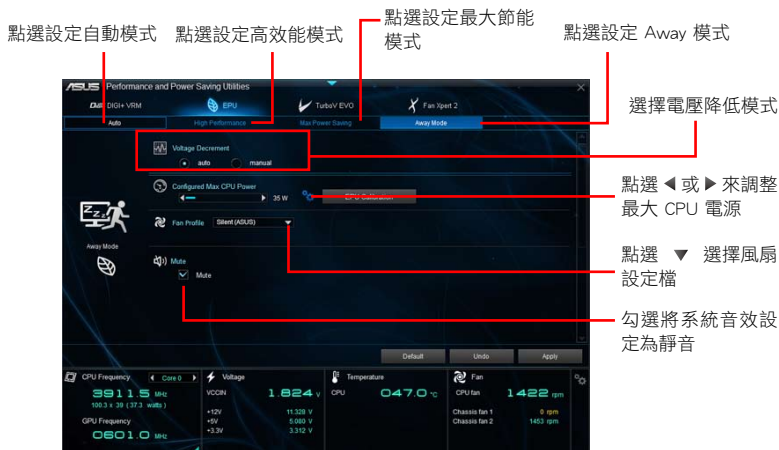 點選設定自動模式
點選設定高效能模式
點選設定最大節能
模式
點選設定 Away 模式
選擇電壓降低模式
點選 ◀ 或 ▶ 來調整
最大 CPU 電源
點選 ▼ 選擇風扇
設定檔
勾選將系統音效設
定為靜音
ASUS Performance and Power Saving Utilities
DIGI+ VRM
EPU
TurboV EVO
Fan Xpert 2
Auto
High Performance
Max Power Saving
Away Mode
Voltage Decrement
auto
manual
Configured Max CPU Power
35 W
EPU Calibration
Fan Profile
Silent (ASUS)
Zzz
Away Mode
Mute
Mute
Default
Undo
Apply
CPU Frequency
Core 0
3911.5 MHz
100.3 x 39 (37.3 watts)
GPU Frequency
0601.0 MHz
Voltage
VCCIN
1.824 V
+12V
11.328 V
+5V
5.080 V
+3.3V
3.312 V
Temperature
CPU
047.0 °C
Fan
CPU fan
1422 rpm
Chassis fan 1
0 rpm
Chassis fan 2
1453 rpm